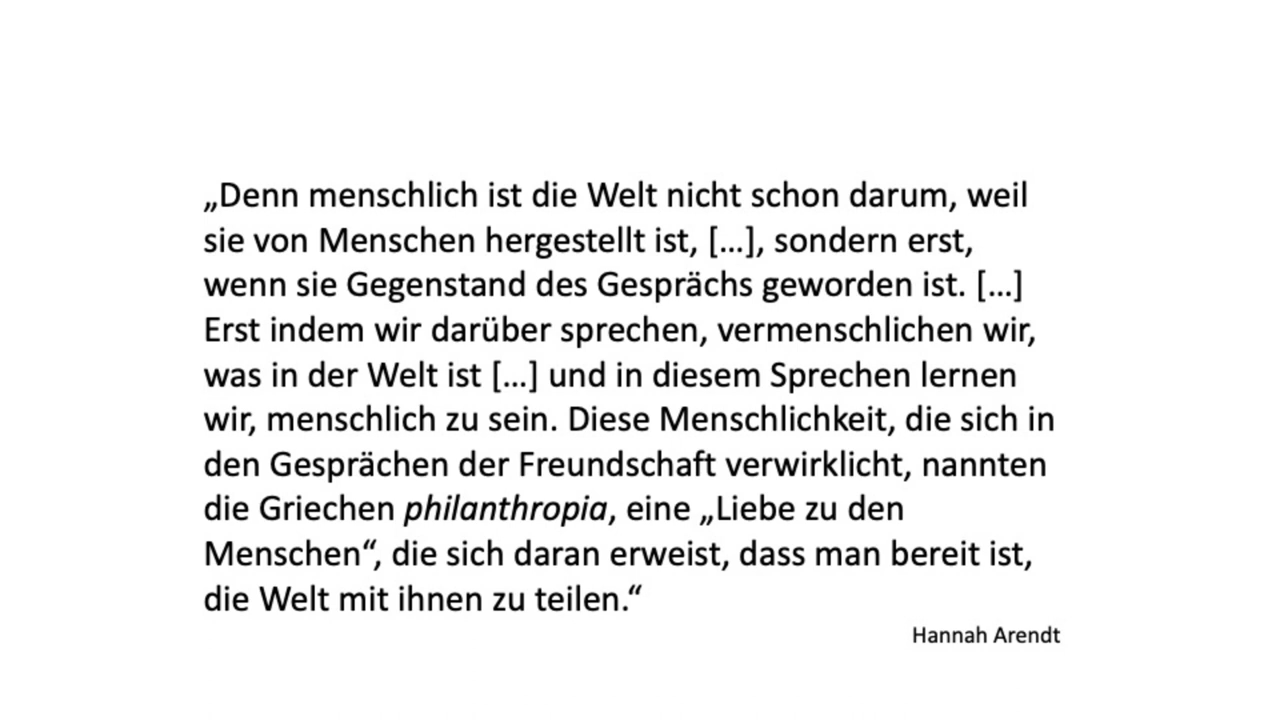 „Denn menschlich ist die Welt nicht schon darum, weil
sie von Menschen hergestellt ist, […], sondern erst,
wenn sie Gegenstand des Gesprächs geworden ist. […]
Erst indem wir darüber sprechen, vermenschlichen wir,
was in der Welt ist […] und in diesem Sprechen lernen
wir, menschlich zu sein. Diese Menschlichkeit, die sich in
den Gesprächen der Freundschaft verwirklicht, nannten
die Griechen philanthropia, eine „Liebe zu den
Menschen“, die sich daran erweist, dass man bereit ist,
die Welt mit ihnen zu teilen.“
Hannah Arendt